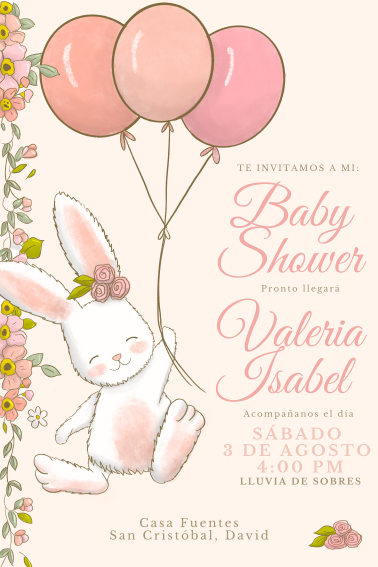 TE INVITAMOS A MI:
Baby
Shower
Pronto llegará
Valeria
Isabel
Acompañanos el día
SÁBADO
3 DE AGOSTO
4:00 PM
LLUVIA DE SOBRES
Casa Fuentes
San Cristóbal, David